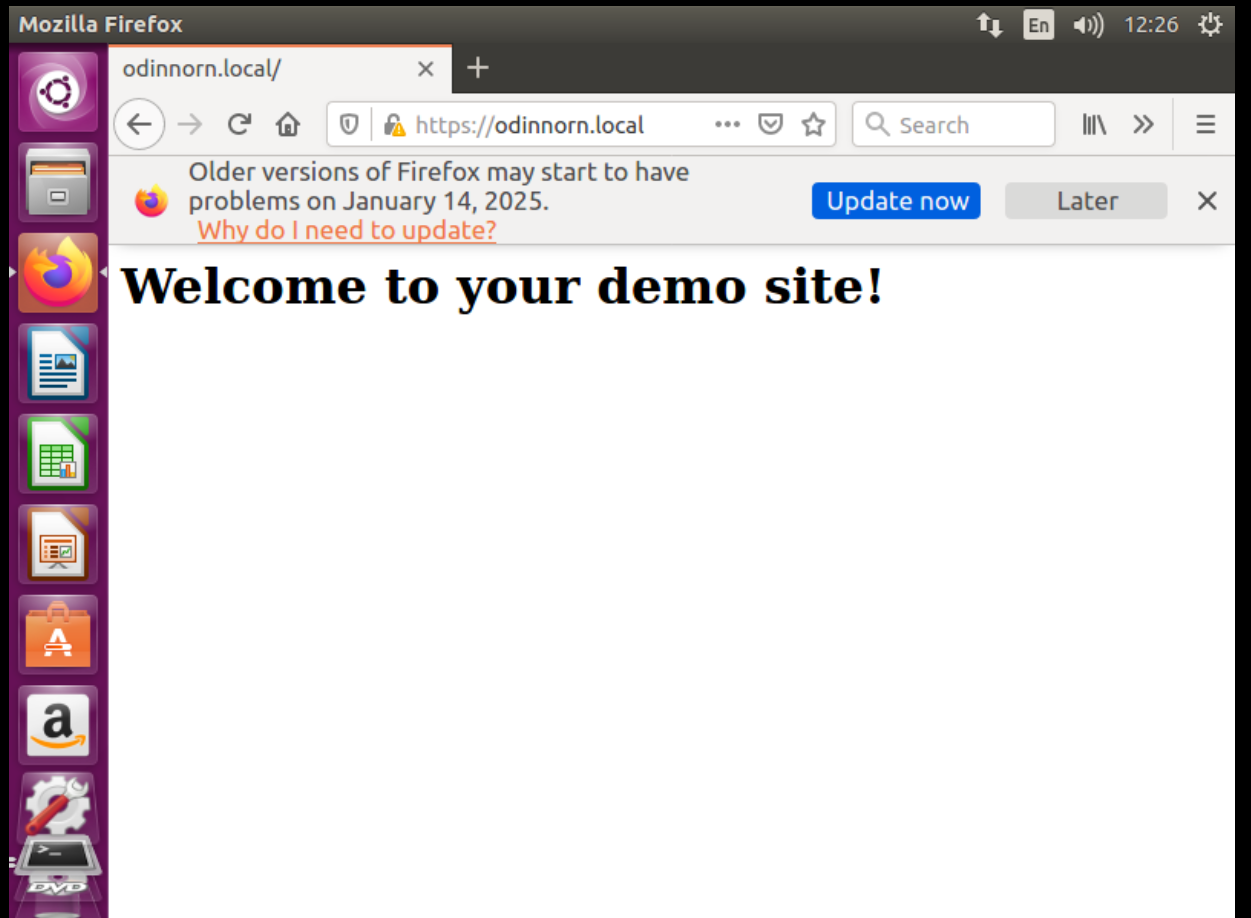 Mozilla Firefox
En
12:26
odinnorn.local/
https://odinnorn.local
Search
Older versions of Firefox may start to have
problems on January 14, 2025.
Why do I need to update?
Update now
Later
Welcome to your demo site!
A
a
>_
DVD